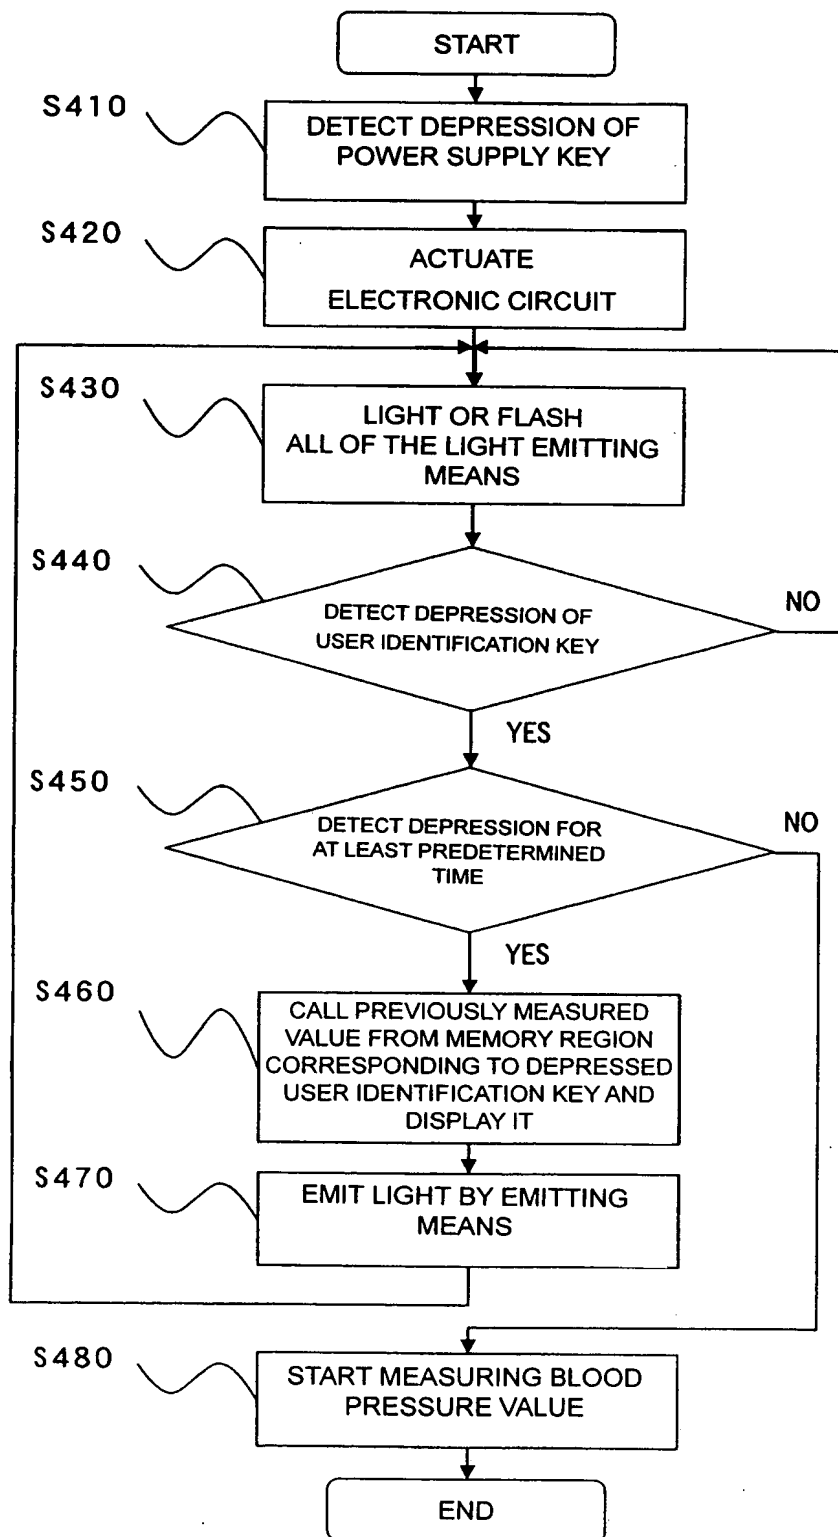 START
S410
DETECT DEPRESSION OF
POWER SUPPLY KEY
S420
ACTUATE
ELECTRONIC CIRCUIT
S430
LIGHT OR FLASH
ALL OF THE LIGHT EMITTING
MEANS
S440
DETECT DEPRESSION OF
USER IDENTIFICATION KEY
NO
YES
S450
DETECT DEPRESSION FOR
AT LEAST PREDETERMINED
TIME
NO
YES
S460
CALL PREVIOUSLY MEASURED
VALUE FROM MEMORY REGION
CORRESPONDING TO DEPRESSED
USER IDENTIFICATION KEY AND
DISPLAY IT
S470
EMIT LIGHT BY EMITTING
MEANS
S480
START MEASURING BLOOD
PRESSURE VALUE
END